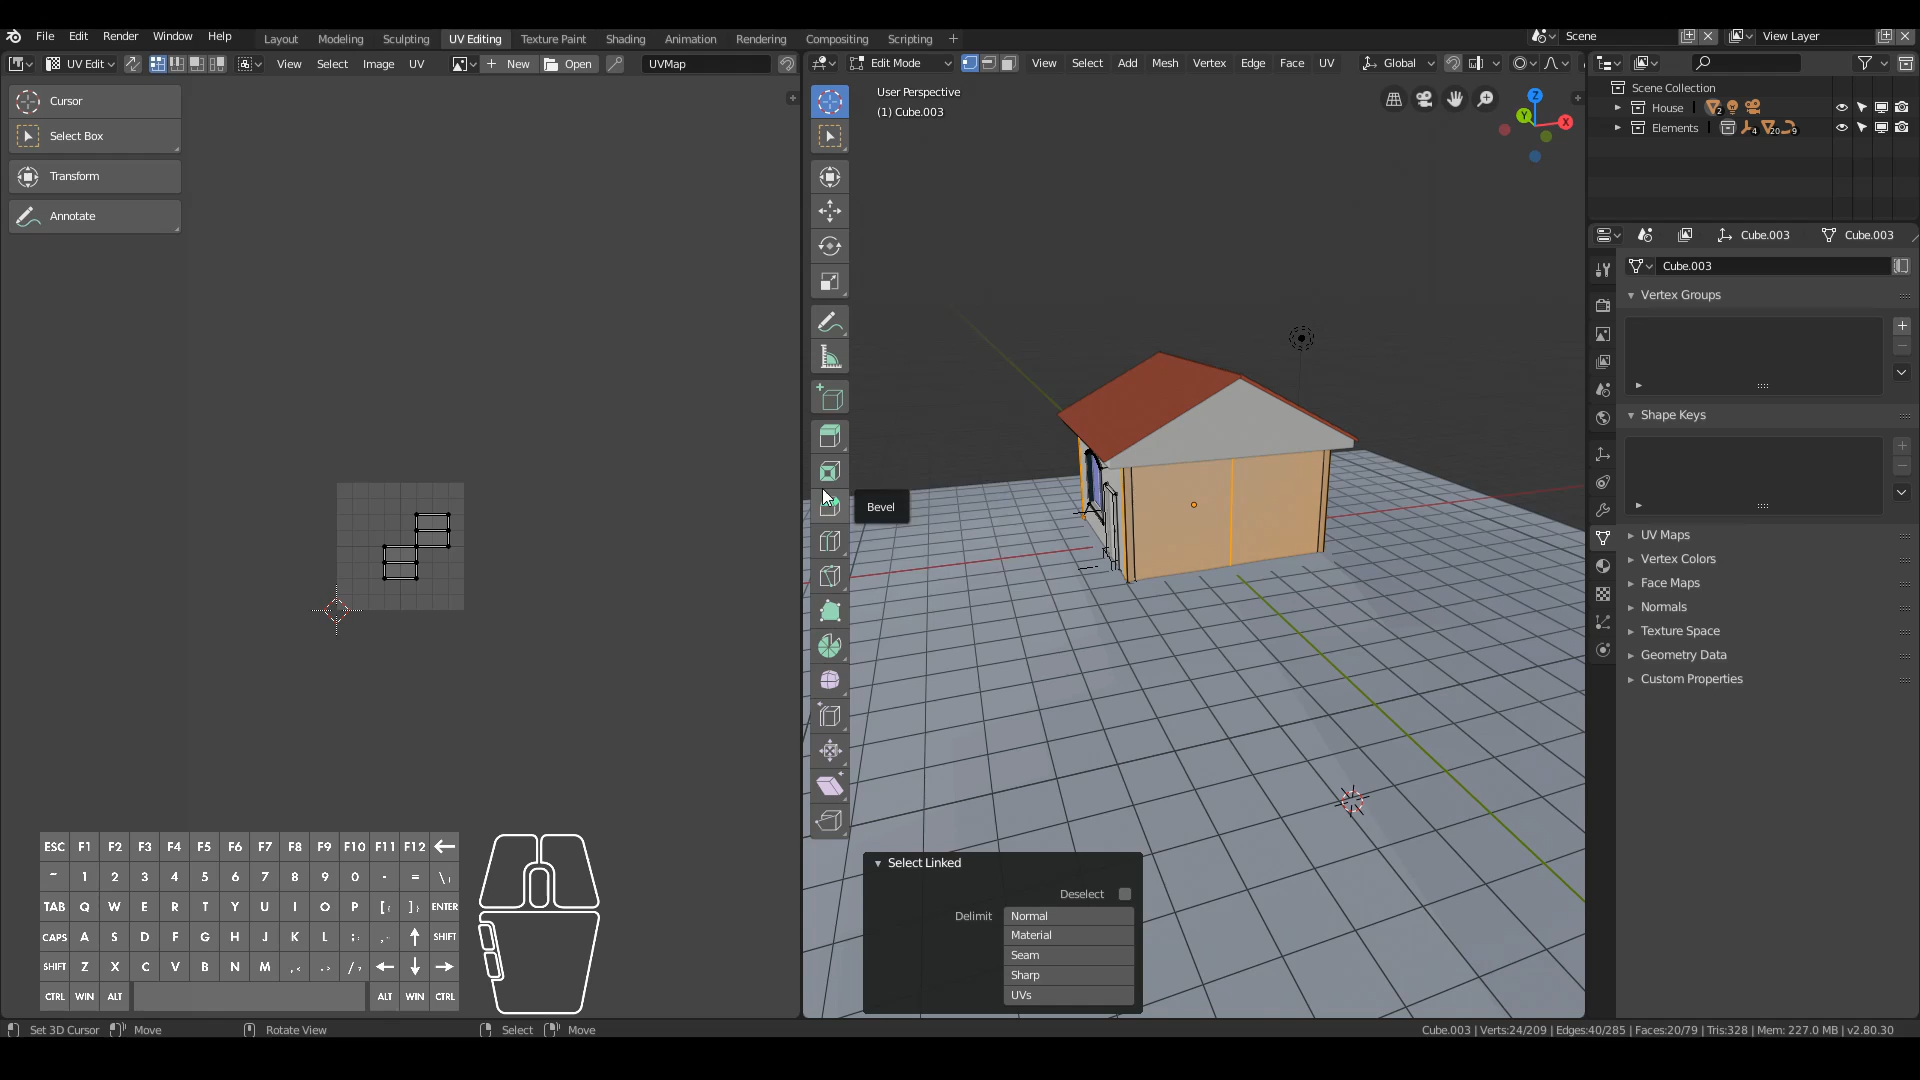 File Edit Render Window Help
Layout Modeling Sculpting UV Editing Texture Paint Shading Animation Rendering Compositing Scripting +
Scene
View Layer
UV Edit View Select Image UV New Open UVMap
Edit Mode View Select Add Mesh Vertex Edge Face UV Global
Cursor
Select Box
Transform
Annotate
User Perspective
(1) Cube.003
Z
Y
X
Bevel
Scene Collection
House 2
Elements 4 20 9
Cube.003 Cube.003
Cube.003
Vertex Groups
Shape Keys
UV Maps
Vertex Colors
Face Maps
Normals
Texture Space
Geometry Data
Custom Properties
Select Linked
Deselect
Delimit Normal
Material
Seam
Sharp
UVs
ESC F1 F2 F3 F4 F5 F6 F7 F8 F9 F10 F11 F12
~ 1 2 3 4 5 6 7 8 9 0 - = \¦
TAB Q W E R T Y U I O P [{ ]} ENTER
CAPS A S D F G H J K L ;: ,. SHIFT
SHIFT Z X C V B N M ,< .> /?
CTRL WIN ALT ALT WIN CTRL
Set 3D Cursor Move Rotate View Select Move
Cube.003 | Verts:24/209 | Edges:40/285 | Faces:20/79 | Tris:328 | Mem: 227.0 MB | v2.80.30